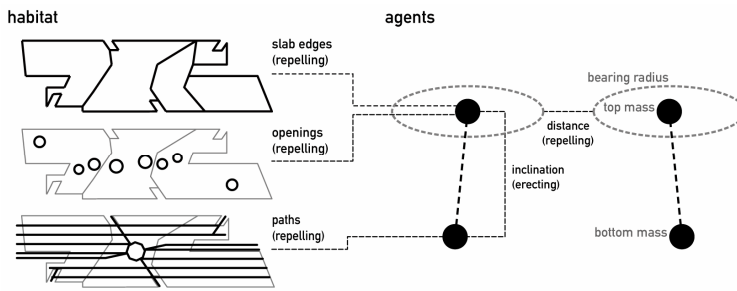 habitat
agents
slab edges
(repelling)
openings
(repelling)
paths
(repelling)
inclination
(erecting)
distance
(repelling)
bearing radius
top mass
bottom mass